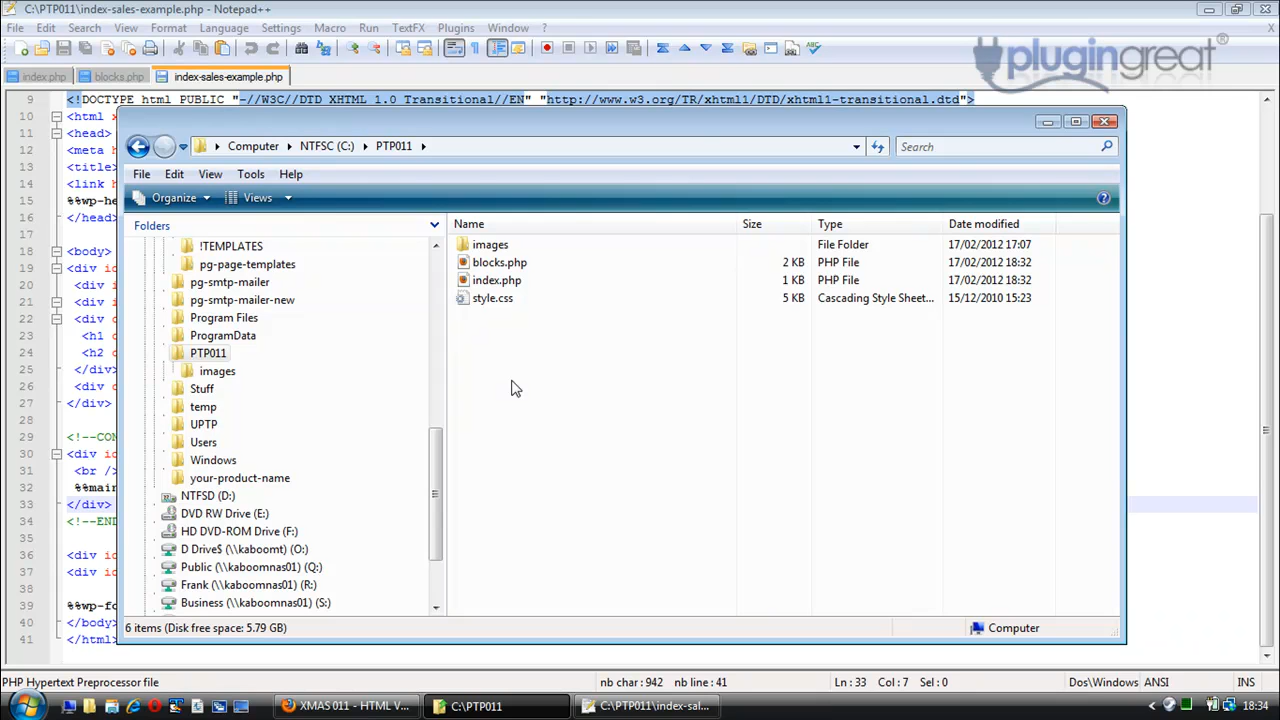 C:\PTP011\index-sales-example.php - Notepad++
File Edit Search View Format Language Settings Macro Run TextFX Plugins Window ? X
plugingreat®
index.php blocks.php index-sales-example.php
9 <!DOCTYPE html PUBLIC "-//W3C//DTD XHTML 1.0 Transitional//EN" "http://www.w3.org/TR/xhtml1/DTD/xhtml1-transitional.dtd">
10 <html x
11 <head>
12 <meta h
13 <title>
14 <link h
15 %%wp-he
16 </head>
17
18 <body>
19 <div id
20 <div i
21 <div i
22 <div i
23 <h1 c
24 <h2 c
25 </div>
26 <div c
27 </div>
28
29 <!--CON
30 <div id
31 <br />
32 %%main
33 </div>
34 <!--END
35
36 <div id
37 <div id
38
39 %%wp-fo
40 </body>
41 </html>
Computer NTFSC (C:) PTP011 Search
File Edit View Tools Help
Organize Views
Folders
!TEMPLATES
pg-page-templates
pg-smtp-mailer
pg-smtp-mailer-new
Program Files
ProgramData
PTP011
images
Stuff
temp
UPTP
Users
Windows
your-product-name
NTFSD (D:)
DVD RW Drive (E:)
HD DVD-ROM Drive (F:)
D Drive$ (\\kaboomt) (O:)
Public (\\kaboomnas01) (Q:)
Frank (\\kaboomnas01) (R:)
Business (\\kaboomnas01) (S:)
Name Size Type Date modified
images File Folder 17/02/2012 17:07
blocks.php 2 KB PHP File 17/02/2012 18:32
index.php 1 KB PHP File 17/02/2012 18:32
style.css 5 KB Cascading Style Sheet... 15/12/2010 15:23
6 items (Disk free space: 5.79 GB) Computer
PHP Hypertext Preprocessor file nb char : 942 nb line : 41 Ln : 33 Col : 7 Sel : 0 Dos\Windows ANSI INS
XMAS 011 - HTML V... C:\PTP011 C:\PTP011\index-sal... 18:34